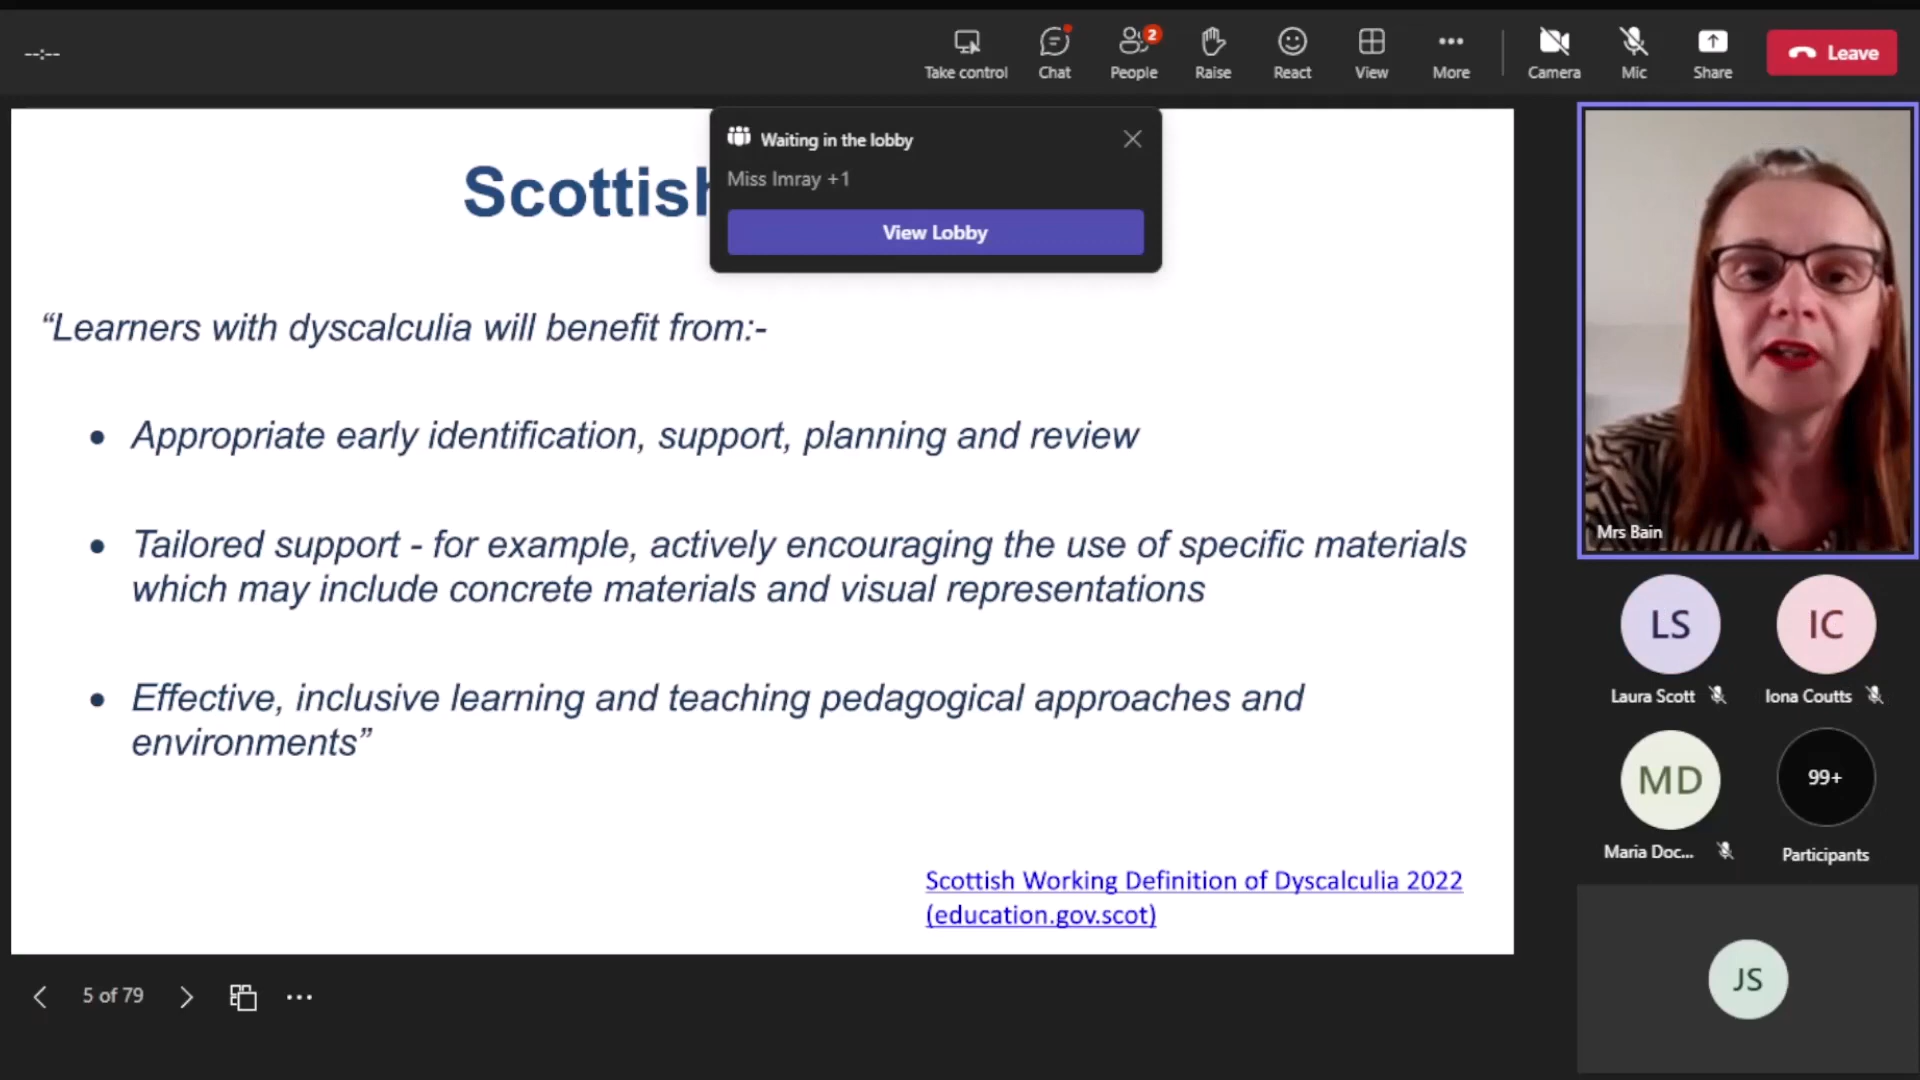 --:--
Take control
Chat
People
2
Raise
React
View
More
Camera
Mic
Share
Leave
Waiting in the lobby
Miss Imray +1
View Lobby
Scottish
“Learners with dyscalculia will benefit from:-
• Appropriate early identification, support, planning and review
• Tailored support - for example, actively encouraging the use of specific materials
which may include concrete materials and visual representations
• Effective, inclusive learning and teaching pedagogical approaches and
environments”
Scottish Working Definition of Dyscalculia 2022
(education.gov.scot)
Mrs Bain
LS
IC
Laura Scott
Iona Coutts
MD
99+
Maria Doc...
Participants
JS
5 of 79